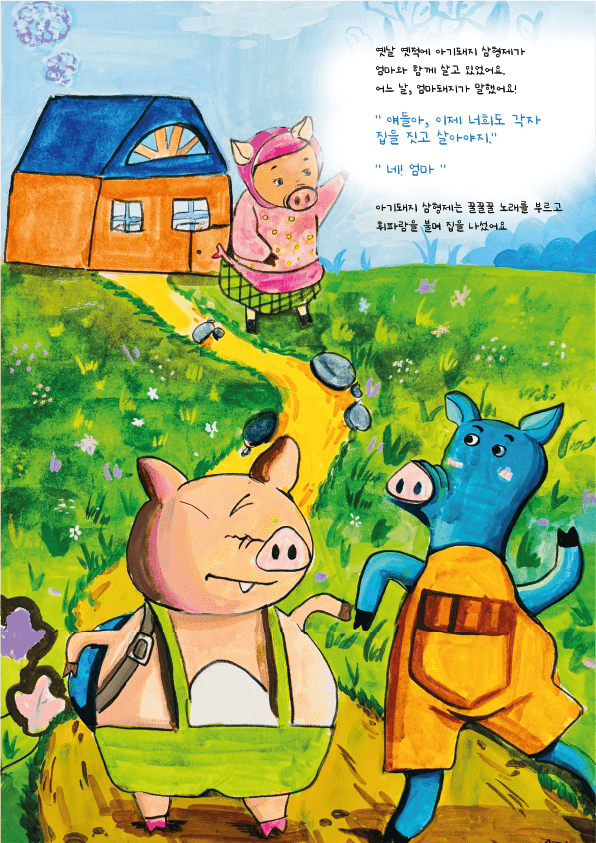 옛날 옛적에 아기돼지 삼형제가
엄마와 함께 살고 있었어요.
어느 날, 엄마돼지가 말했어요!
" 얘들아, 이제 너희도 각자
집을 짓고 살아야지."
" 네! 엄마 "
아기돼지 삼형제는 꿀꿀꿀 노래를 부르고
휘파람을 불며 집을 나섰어요